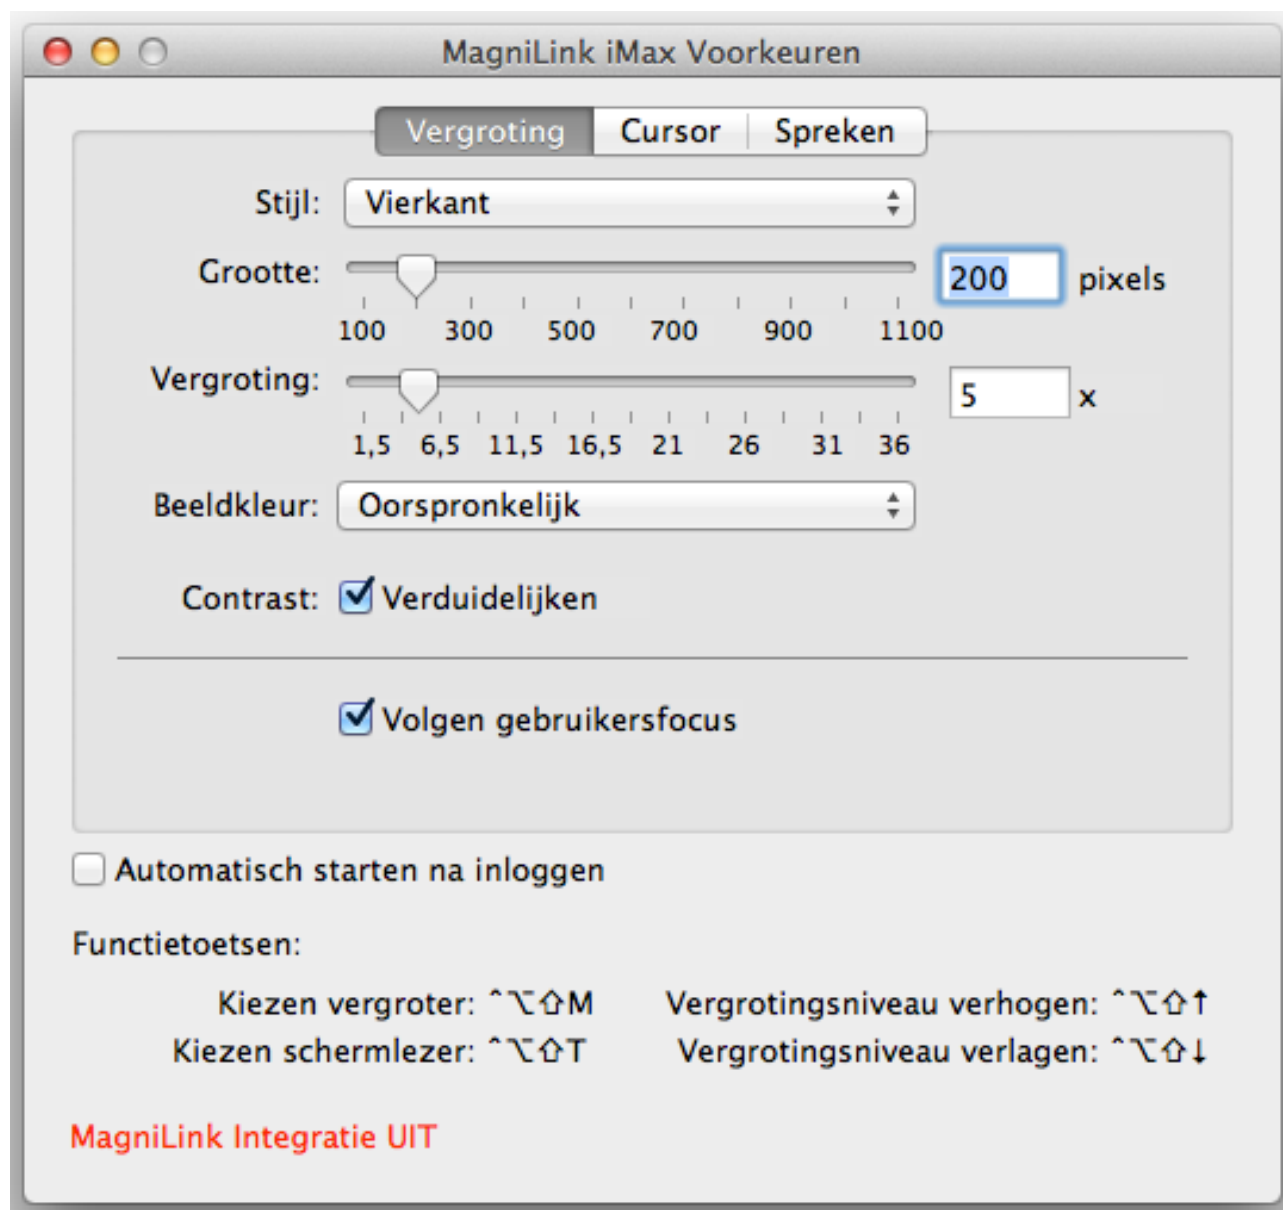 MagniLink iMax Voorkeuren
Vergroting Cursor Spreken
Stijl: Vierkant
Grootte: 200 pixels
100 300 500 700 900 1100
Vergroting: 5 x
1,5 6,5 11,5 16,5 21 26 31 36
Beeldkleur: Oorspronkelijk
Contrast: Verduidelijken
Volgen gebruikersfocus
Automatisch starten na inloggen
Functietoetsen:
Kiezen vergroter: ⌃⌥⇧M Vergrotingsniveau verhogen: ⌃⌥⇧↑
Kiezen schermlezer: ⌃⌥⇧T Vergrotingsniveau verlagen: ⌃⌥⇧↓
MagniLink Integratie UIT